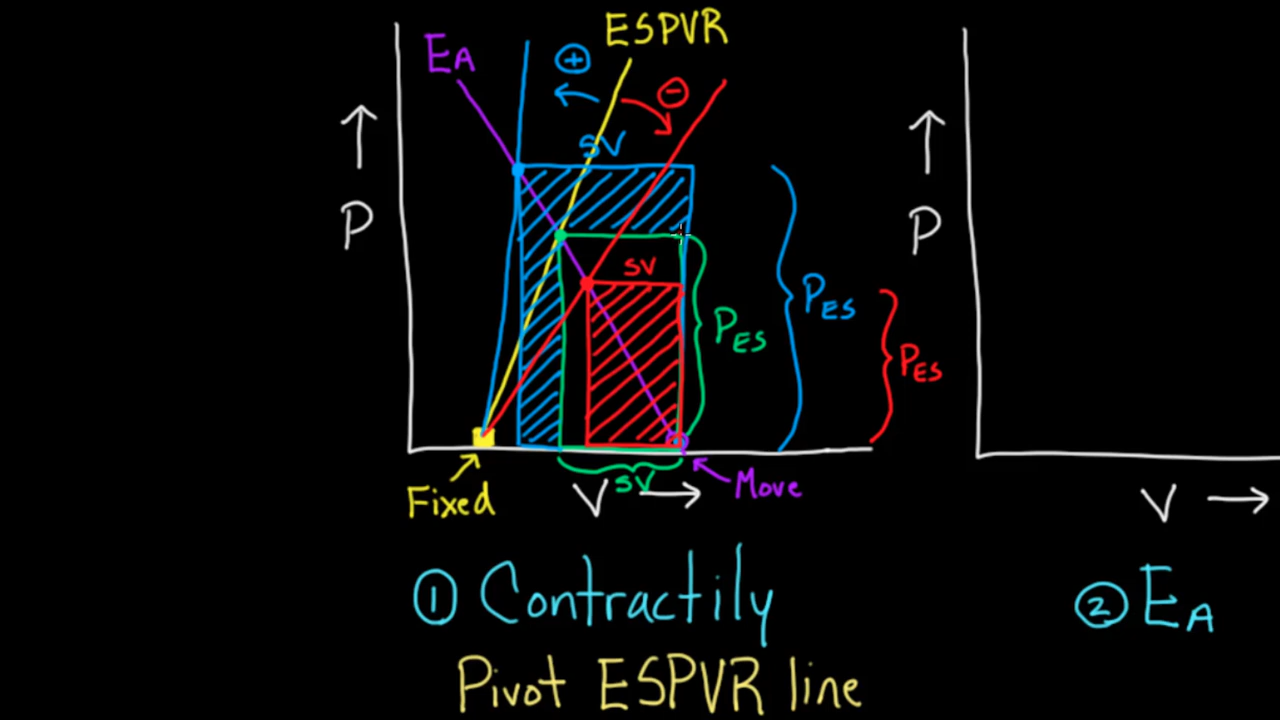 ESPVR
EA
+
-
SV
P
SV
PES
PES
PES
P
Fixed
V
SV
Move
V
1 Contractily
2 EA
Pivot ESPVR line